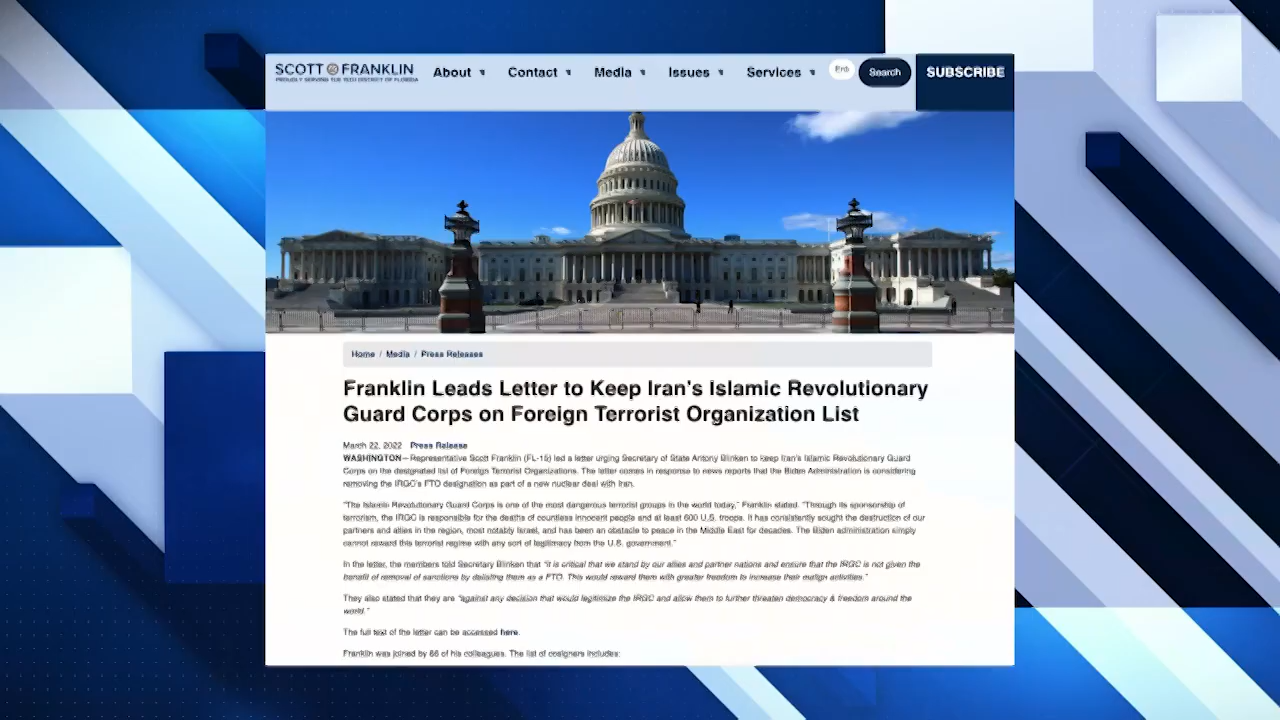 SCOTT FRANKLIN
PROUDLY SERVING THE 15TH DISTRICT OF FLORIDA
About Contact Media Issues Services Search SUBSCRIBE
Home / Media / Press Releases
Franklin Leads Letter to Keep Iran's Islamic Revolutionary
Guard Corps on Foreign Terrorist Organization List
March 22, 2022 Press Release
WASHINGTON—Representative Scott Franklin (FL-15) led a letter urging Secretary of State Antony Blinken to keep Iran's Islamic Revolutionary Guard
Corps on the designated list of Foreign Terrorist Organizations. The letter comes in response to news reports that the Biden Administration is considering
removing the IRGC's FTO designation as part of a new nuclear deal with Iran.
"The Islamic Revolutionary Guard Corps is one of the most dangerous terrorist groups in the world today," Franklin stated. "Through its sponsorship of
terrorism, the IRGC is responsible for the deaths of countless innocent people and at least 600 U.S. troops. It has consistently sought the destruction of our
partners and allies in the region, most notably Israel, and has been an obstacle to peace in the Middle East for decades. The Biden administration simply
cannot reward this terrorist regime with any sort of legitimacy from the U.S. government."
In the letter, the members told Secretary Blinken that "it is critical that we stand by our allies and partner nations and ensure that the IRGC is not given the
benefit of removal of sanctions by delisting them as a FTO. This would reward them with greater freedom to increase their malign activities."
They also stated that they are "against any decision that would legitimize the IRGC and allow them to further threaten democracy & freedom around the
world."
The full text of the letter can be accessed here.
Franklin was joined by 86 of his colleagues. The list of cosigners includes: